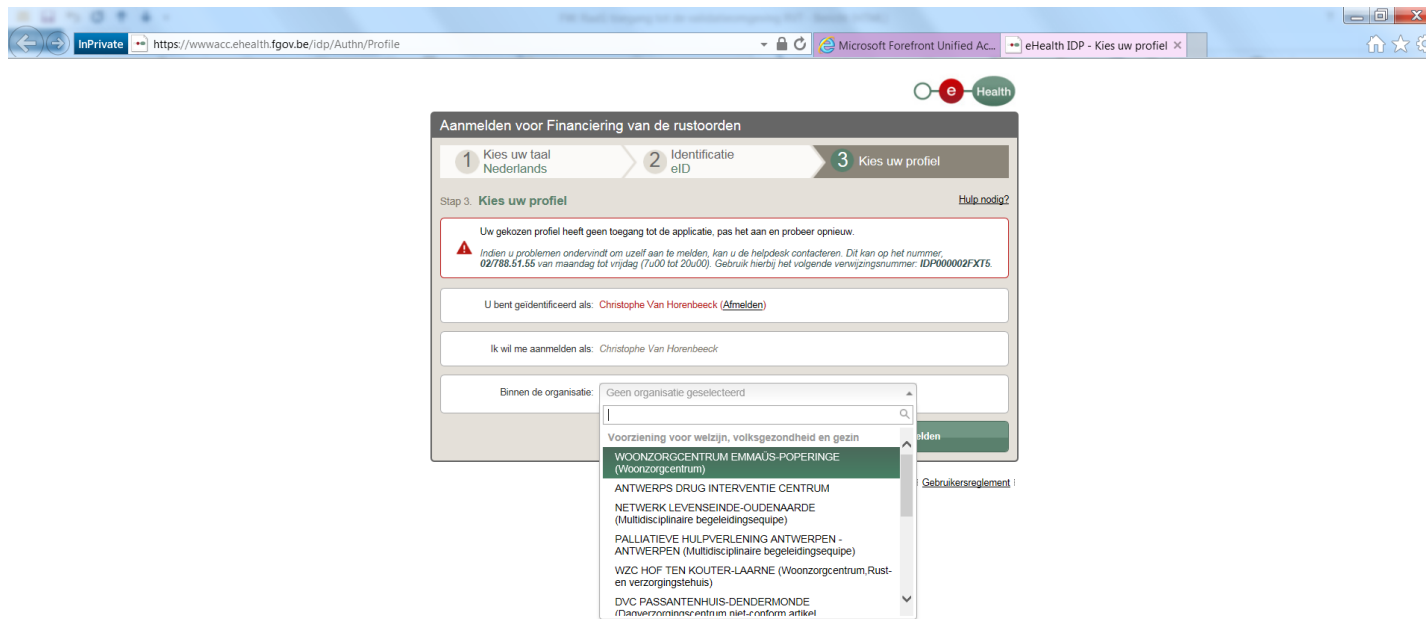 InPrivate
https://wwwacc.ehealth.fgov.be/idp/Authn/Profile
Microsoft Forefront Unified Ac...
eHealth IDP - Kies uw profiel
e Health
Aanmelden voor Financiering van de rustoorden
1 Kies uw taal
Nederlands
2 Identificatie
eID
3 Kies uw profiel
Stap 3. Kies uw profiel
Hulp nodig?
Uw gekozen profiel heeft geen toegang tot de applicatie, pas het aan en probeer opnieuw.
Indien u problemen ondervindt om uzelf aan te melden, kan u de helpdesk contacteren. Dit kan op het nummer,
02/788.51.55 van maandag tot vrijdag (7u00 tot 20u00). Gebruik hierbij het volgende verwijzingsnummer: IDP000002FXT5.
U bent geïdentificeerd als: Christophe Van Horenbeeck (Afmelden)
Ik wil me aanmelden als: Christophe Van Horenbeeck
Binnen de organisatie: Geen organisatie geselecteerd
Voorziening voor welzijn, volksgezondheid en gezin
elden
WOONZORGCENTRUM EMMAÜS-POPERINGE
(Woonzorgcentrum)
ANTWERPS DRUG INTERVENTIE CENTRUM
Gebruikersreglement
NETWERK LEVENSEINDE-OUDENAARDE
(Multidisciplinaire begeleidingsequipe)
PALLIATIEVE HULPVERLENING ANTWERPEN -
ANTWERPEN (Multidisciplinaire begeleidingsequipe)
WZC HOF TEN KOUTER-LAARNE (Woonzorgcentrum,Rust-
en verzorgingstehuis)
DVC PASSANTENHUIS-DENDERMONDE
(Dagverzorgingscentrum niet-conform artikel